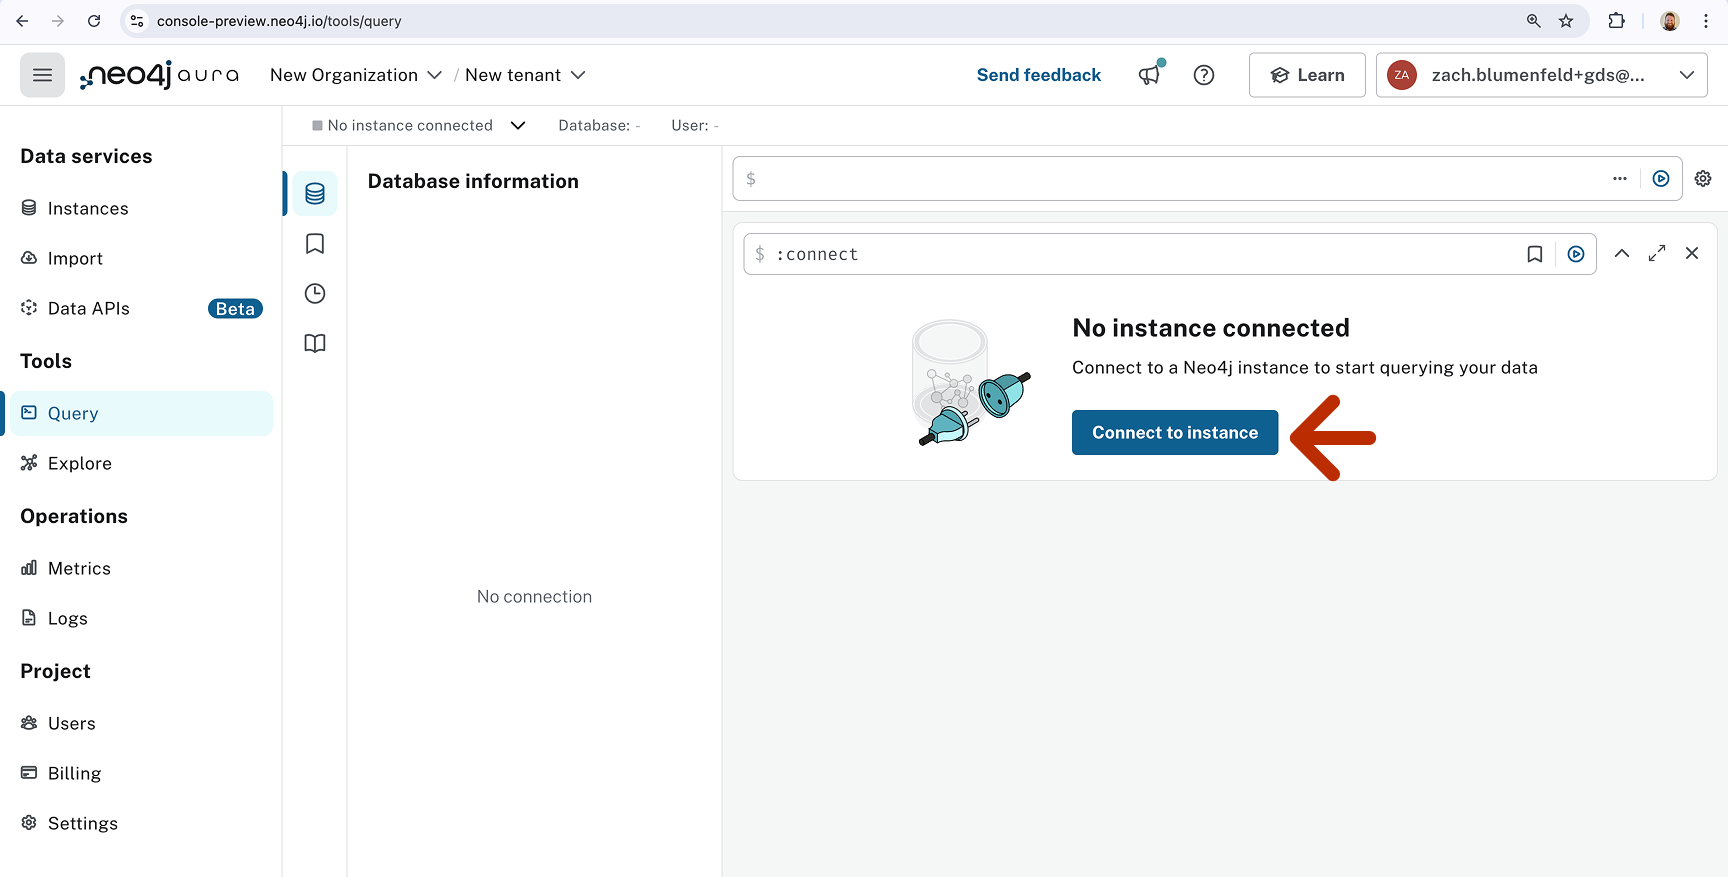 console-preview.neo4j.io/tools/query
neo4j aura
New Organization / New tenant
Send feedback
Learn
ZA zach.blumenfeld+gds@...
No instance connected
Database: -
User: -
Data services
Instances
Import
Data APIs Beta
Tools
Query
Explore
Operations
Metrics
Logs
Project
Users
Billing
Settings
Database information
No connection
$
$ :connect
No instance connected
Connect to a Neo4j instance to start querying your data
Connect to instance